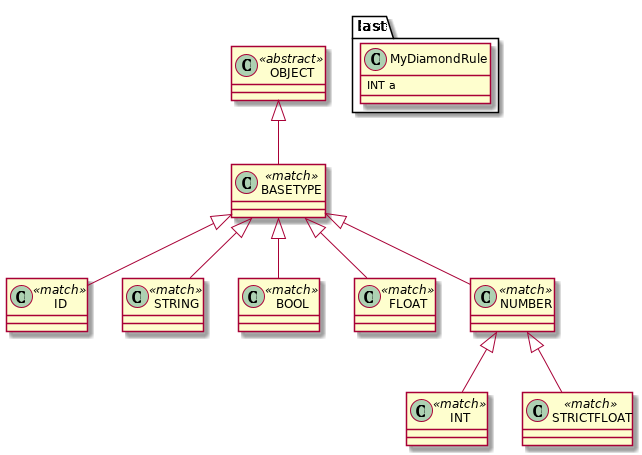 last
C
MyDiamondRule
INT a
C
«abstract»
OBJECT
C
«match»
BASETYPE
C
«match»
ID
C
«match»
STRING
C
«match»
BOOL
C
«match»
FLOAT
C
«match»
NUMBER
C
«match»
INT
C
«match»
STRICTFLOAT